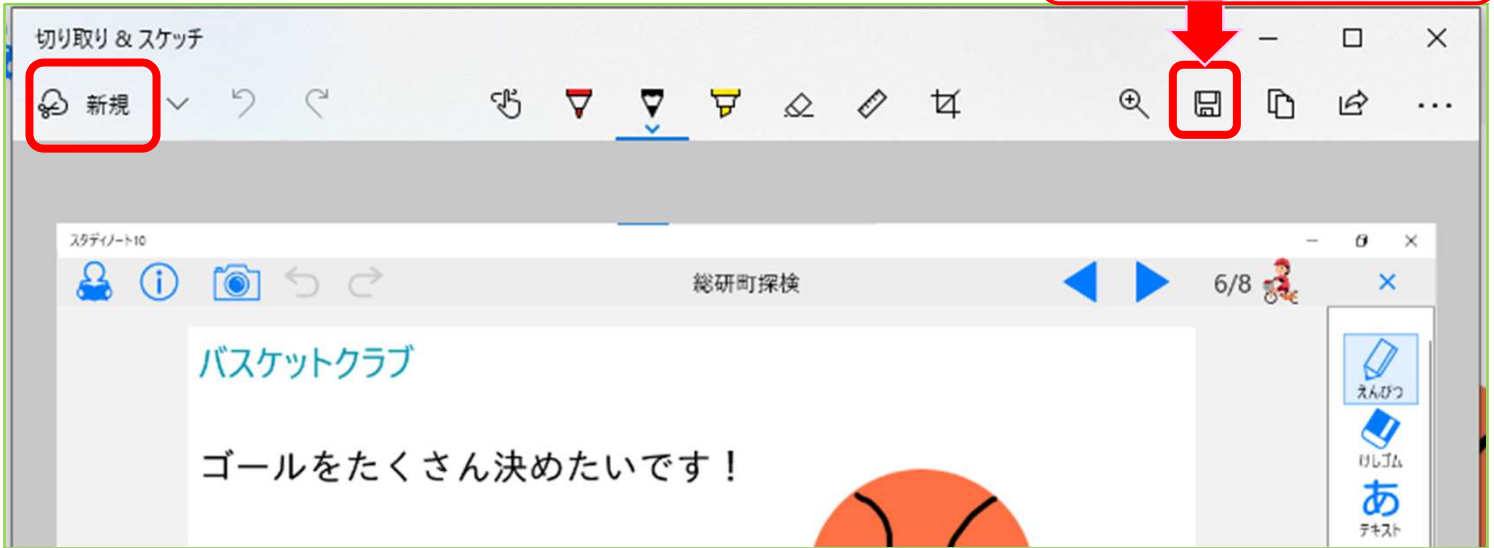 切り取り & スケッチ
新規
スタディノート10
総研町探検
6/8
バスケットクラブ
えんぴつ
ゴールをたくさん決めたいです！
けしゴム
あ
テキスト